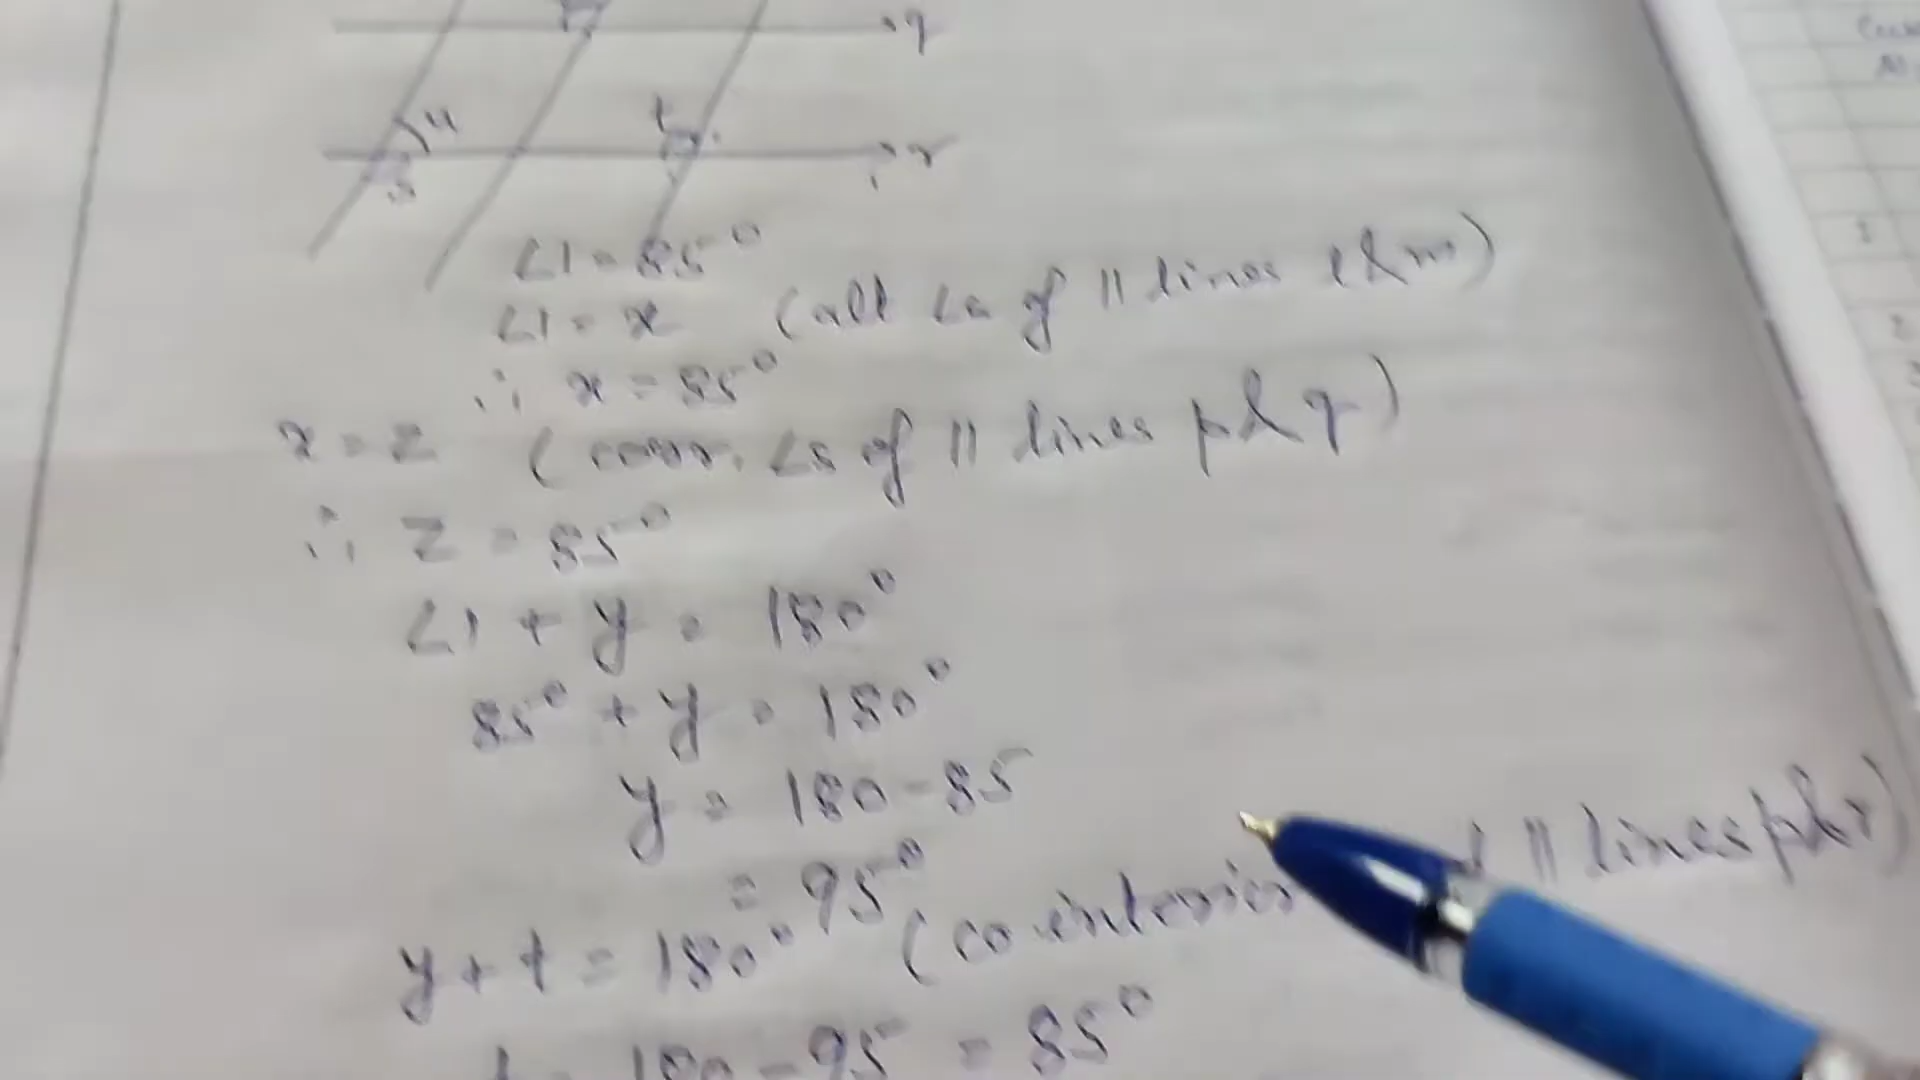 q
u
t
r
s
∠1 = 85°
∠1 = x (alt ∠s of || lines l & m)
∴ x = 85°
x = z (corr. ∠s of || lines p & q)
∴ z = 85°
∠1 + y = 180°
85° + y = 180°
y = 180 - 85
= 95°
y + t = 180° (co interior || lines p & r)
t = 180 - 95 = 85°